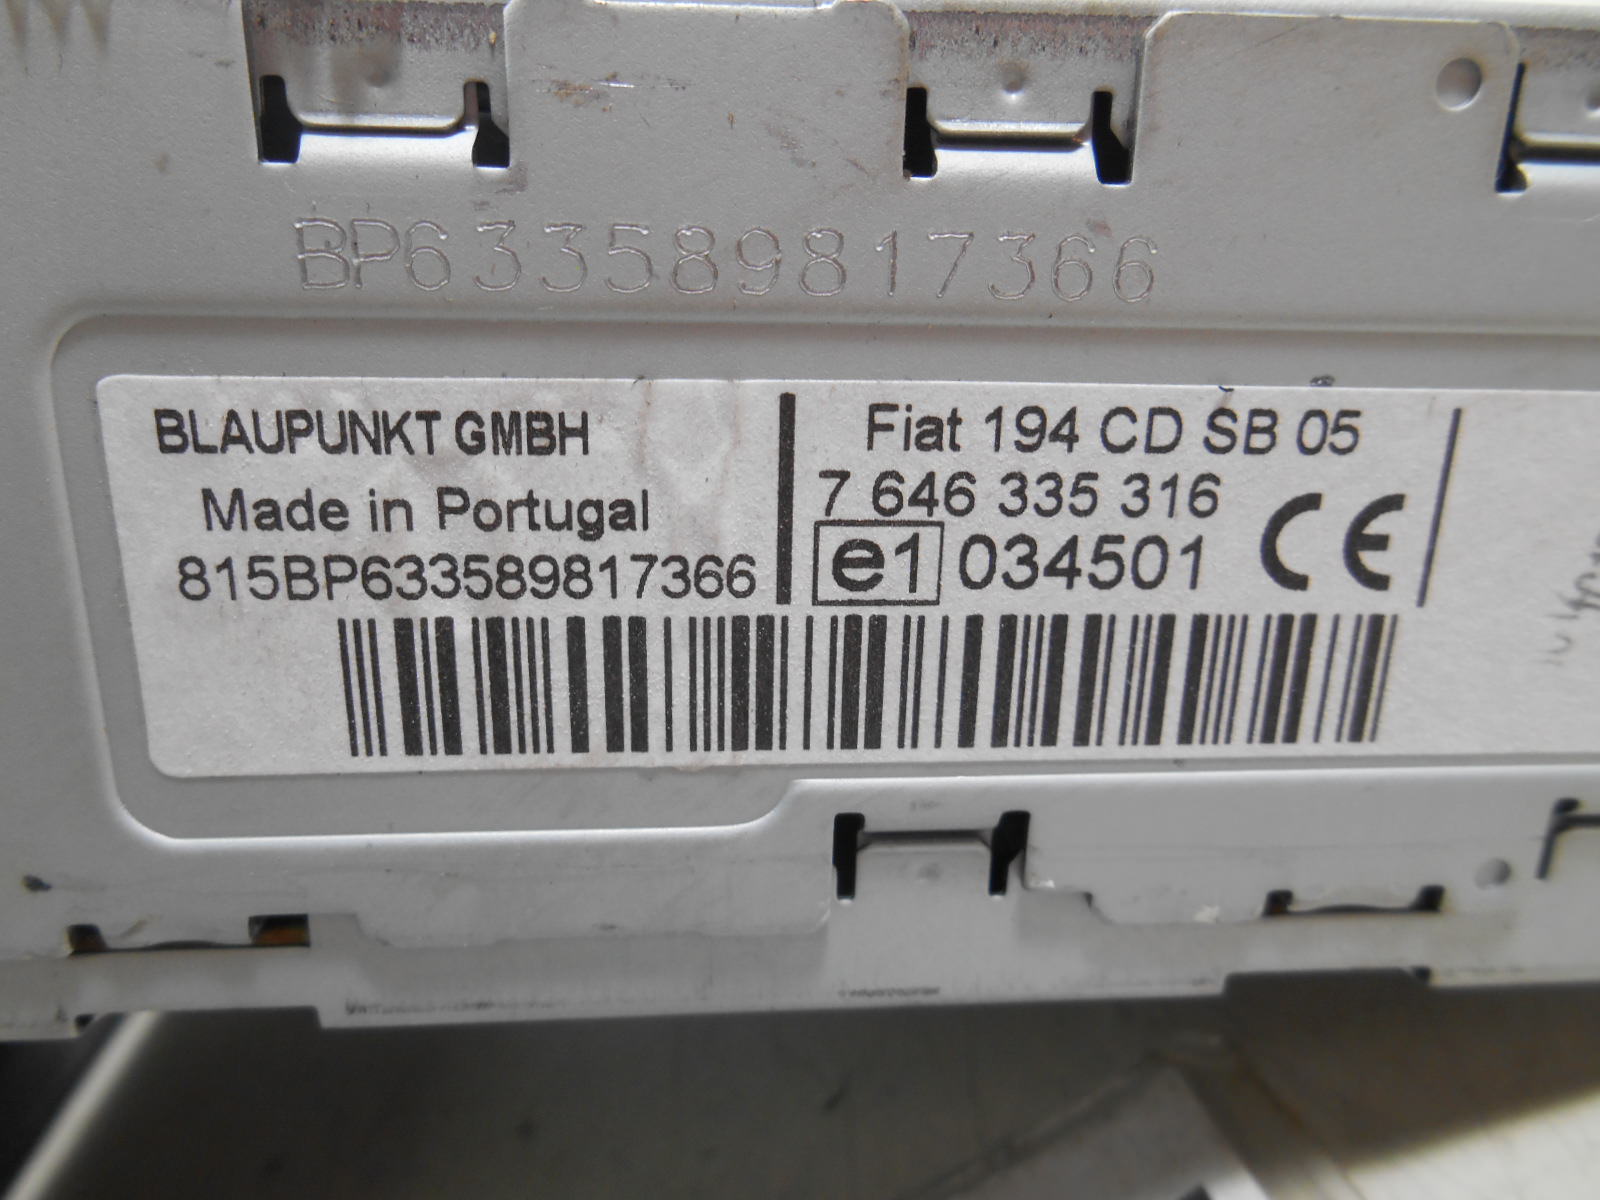 BP633589817366
BLAUPUNKT GMBH
Made in Portugal
815BP633589817366
Fiat 194 CD SB 05
7 646 335 316
e1 034501 CE